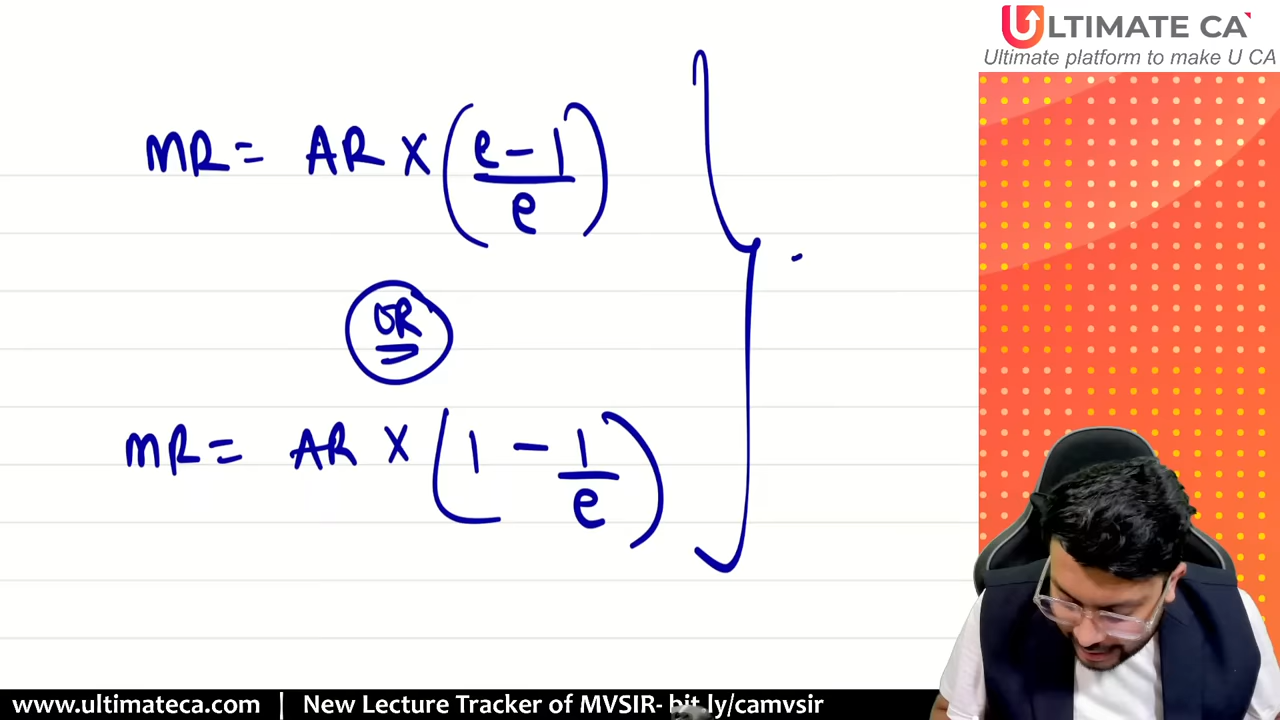 ULTIMATE CA
Ultimate platform to make U CA
MR = AR × (e - 1 / e)
OR
MR = AR × (1 - 1/e)
www.ultimateca.com | New Lecture Tracker of MVSIR- bit.ly/camvsir